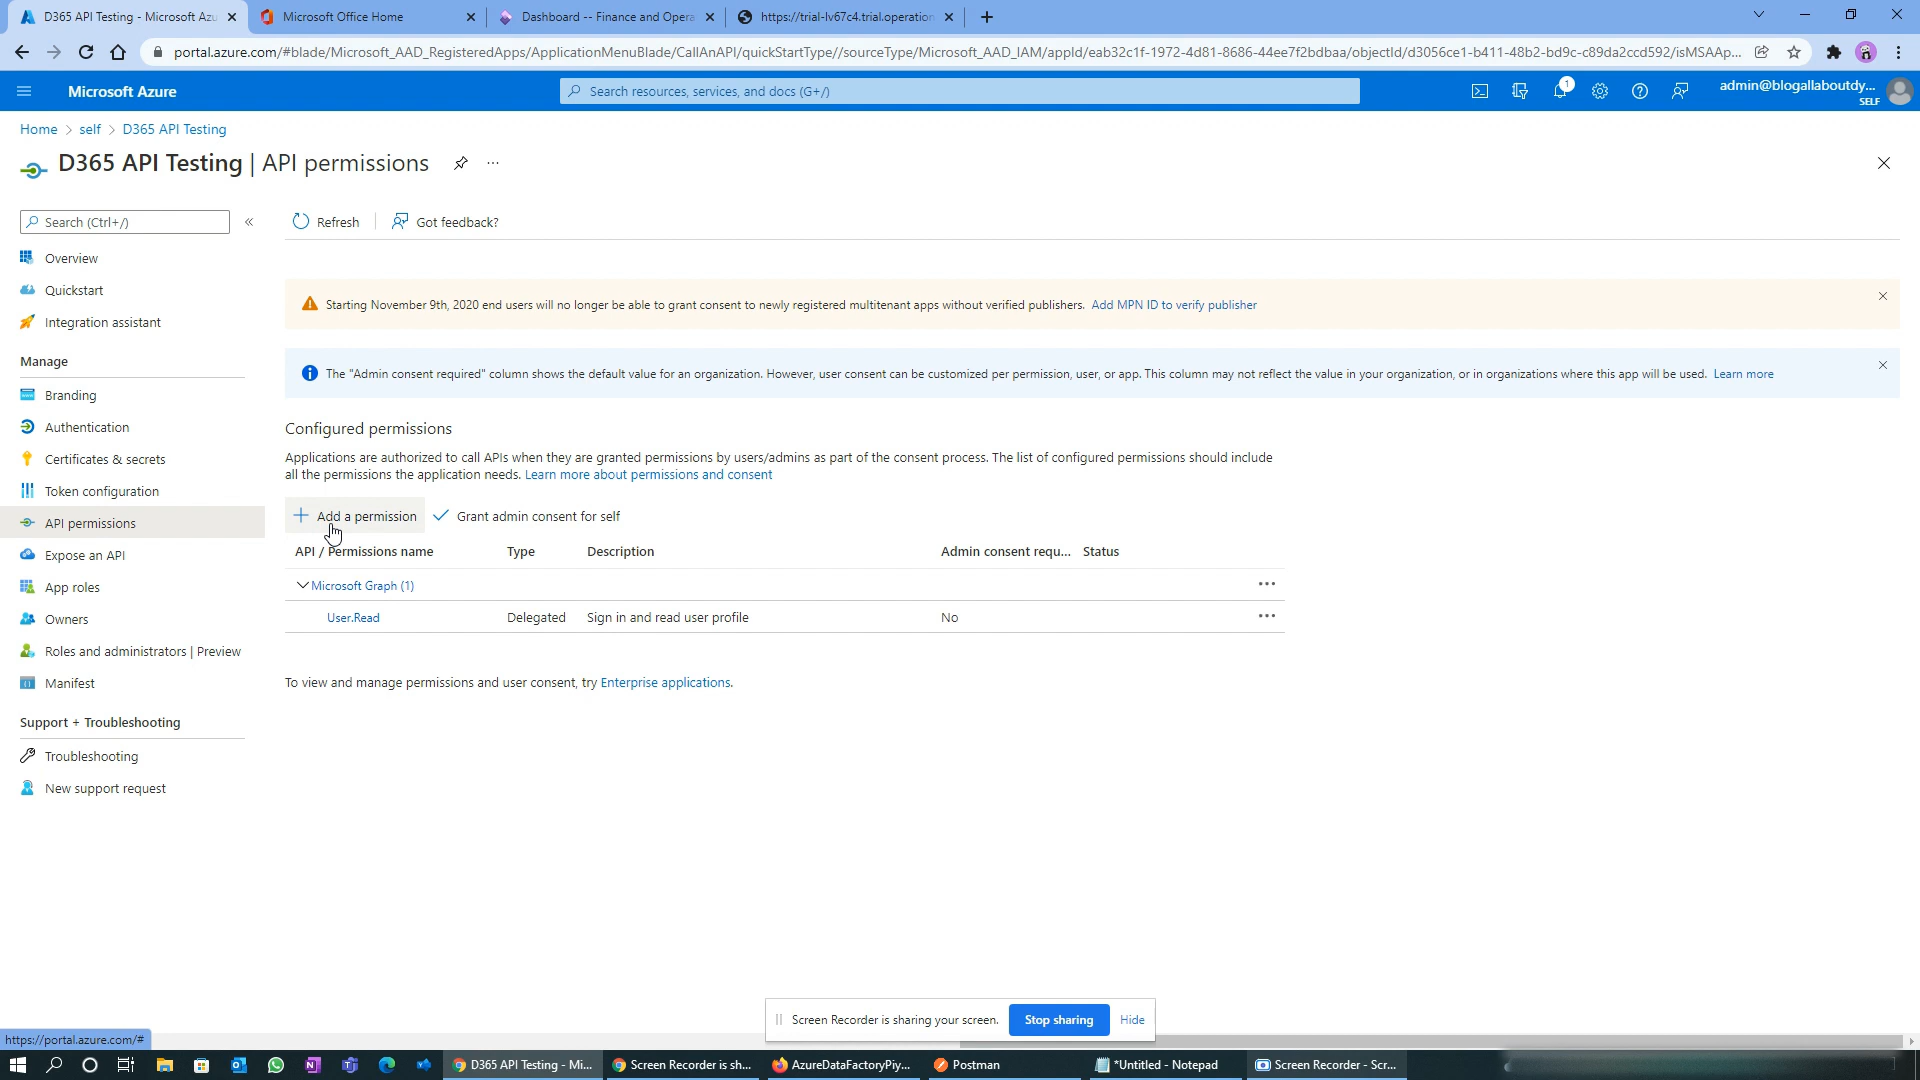 D365 API Testing - Microsoft Azu
Microsoft Office Home
Dashboard -- Finance and Opera
https://trial-lv67c4.trial.operation
portal.azure.com/#blade/Microsoft_AAD_RegisteredApps/ApplicationMenuBlade/CallAnAPI/quickStartType//sourceType/Microsoft_AAD_IAM/appId/eab32c1f-1972-4d81-8686-44ee7f2bdbaa/objectId/d3056ce1-b411-48b2-bd9c-c89da2ccd592/isMSAAp...
Microsoft Azure
Search resources, services, and docs (G+/)
1
admin@blogallaboutdy...
SELF
Home > self > D365 API Testing
D365 API Testing | API permissions
Search (Ctrl+/)
Refresh
Got feedback?
Overview
Quickstart
Integration assistant
Manage
Branding
Authentication
Certificates & secrets
Token configuration
API permissions
Expose an API
App roles
Owners
Roles and administrators | Preview
Manifest
Support + Troubleshooting
Troubleshooting
New support request
Starting November 9th, 2020 end users will no longer be able to grant consent to newly registered multitenant apps without verified publishers. Add MPN ID to verify publisher
The "Admin consent required" column shows the default value for an organization. However, user consent can be customized per permission, user, or app. This column may not reflect the value in your organization, or in organizations where this app will be used. Learn more
Configured permissions
Applications are authorized to call APIs when they are granted permissions by users/admins as part of the consent process. The list of configured permissions should include
all the permissions the application needs. Learn more about permissions and consent
Add a permission
Grant admin consent for self
API / Permissions name Type Description Admin consent requ... Status
Microsoft Graph (1)
User.Read Delegated Sign in and read user profile No
To view and manage permissions and user consent, try Enterprise applications.
Screen Recorder is sharing your screen. Stop sharing Hide
https://portal.azure.com/#
D365 API Testing - Mi...
Screen Recorder is sh...
AzureDataFactoryPiy...
Postman
*Untitled - Notepad
Screen Recorder - Scr...